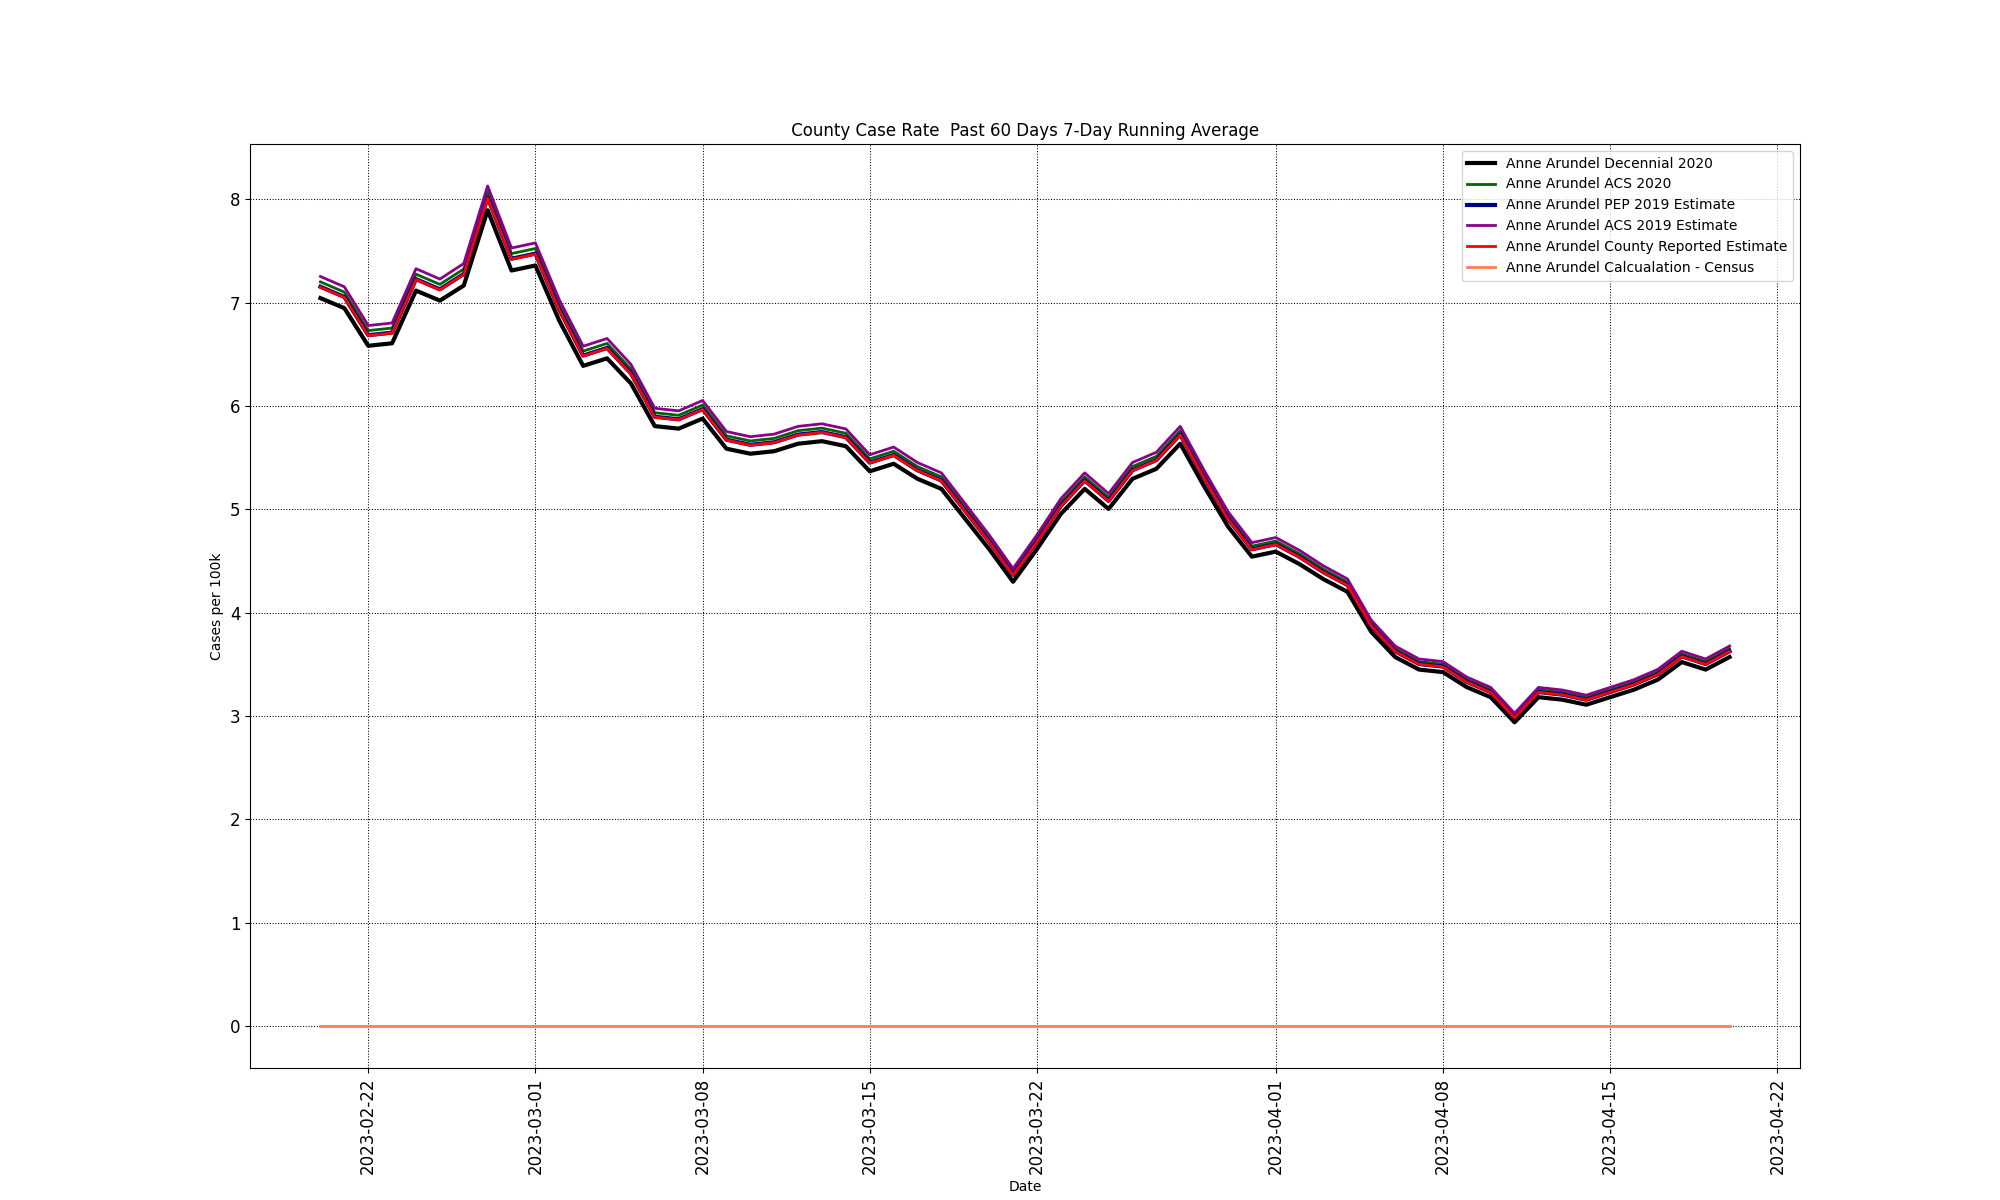 County Case Rate  Past 60 Days 7-Day Running Average
Anne Arundel Decennial 2020
Anne Arundel ACS 2020
Anne Arundel PEP 2019 Estimate
Anne Arundel ACS 2019 Estimate
Anne Arundel County Reported Estimate
Anne Arundel Calcualation - Census
Cases per 100k
8
7
6
5
4
3
2
1
0
2023-02-22
2023-03-01
2023-03-08
2023-03-15
2023-03-22
2023-04-01
2023-04-08
2023-04-15
2023-04-22
Date